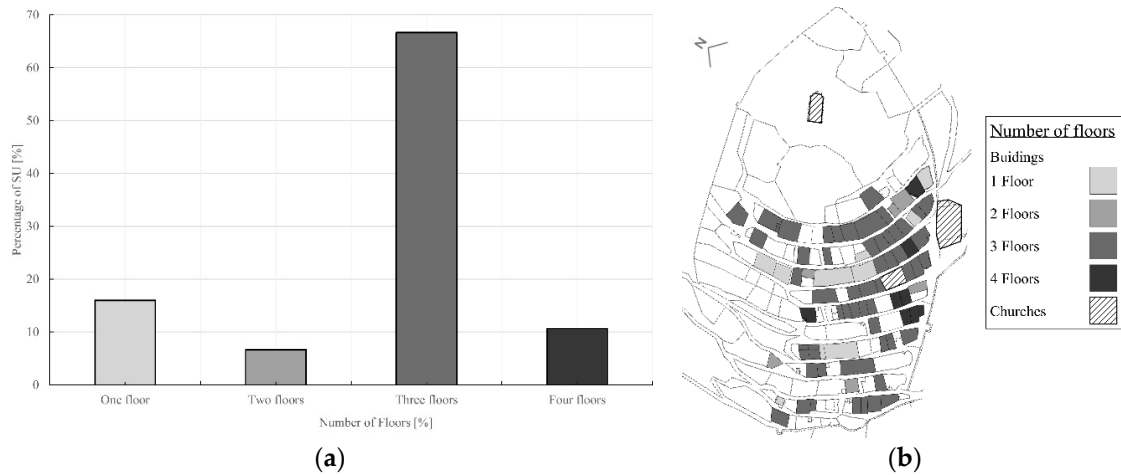 70
60
50
40
30
20
10
0
Percentage of SU [%]
One floor
Two floors
Three floors
Four floors
Number of Floors [%]
(a)
N
Number of floors
Buidings
1 Floor
2 Floors
3 Floors
4 Floors
Churches
(b)